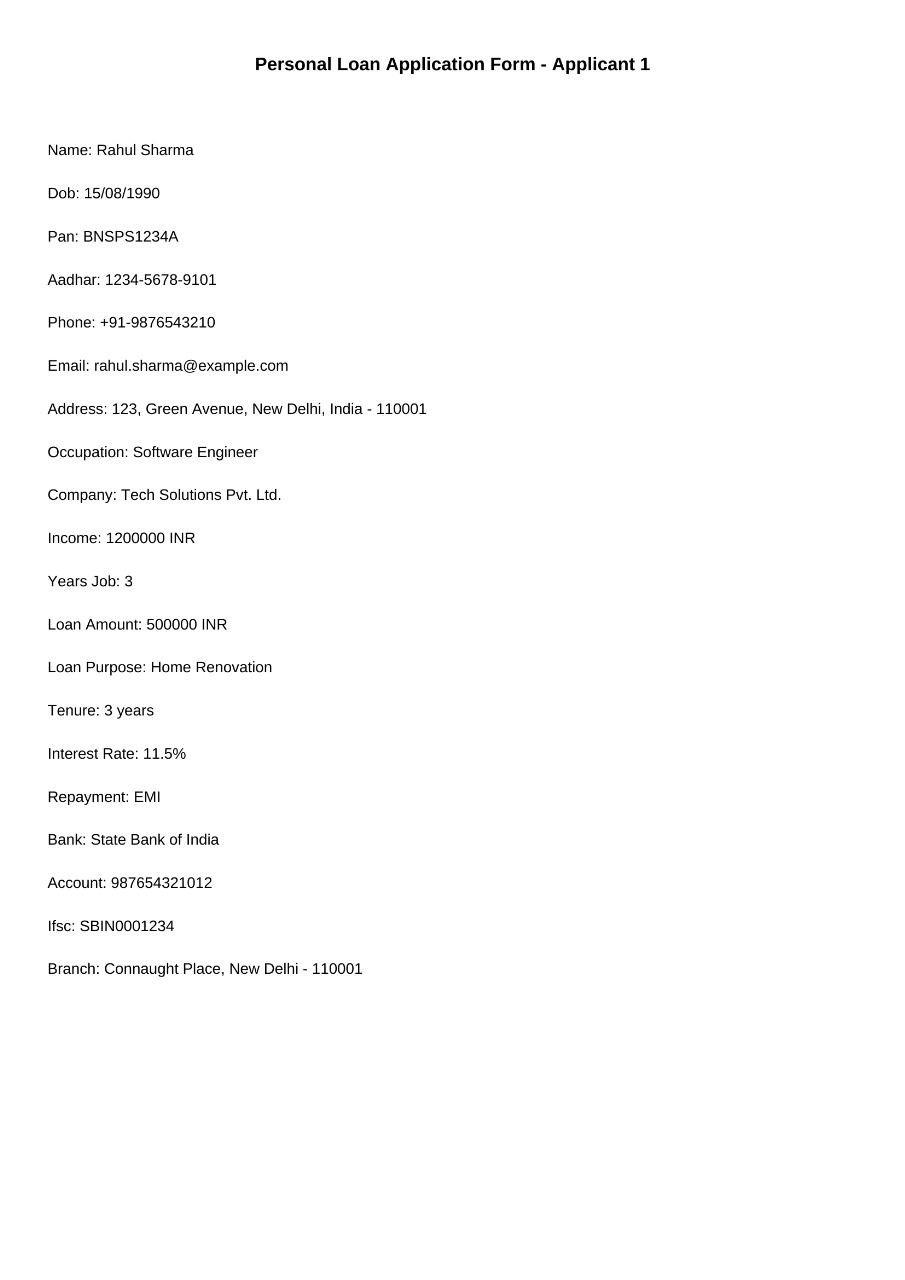 Personal Loan Application Form - Applicant 1
Name: Rahul Sharma
Dob: 15/08/1990
Pan: BNSPS1234A
Aadhar: 1234-5678-9101
Phone: +91-9876543210
Email: rahul.sharma@example.com
Address: 123, Green Avenue, New Delhi, India - 110001
Occupation: Software Engineer
Company: Tech Solutions Pvt. Ltd.
Income: 1200000 INR
Years Job: 3
Loan Amount: 500000 INR
Loan Purpose: Home Renovation
Tenure: 3 years
Interest Rate: 11.5%
Repayment: EMI
Bank: State Bank of India
Account: 987654321012
Ifsc: SBIN0001234
Branch: Connaught Place, New Delhi - 110001